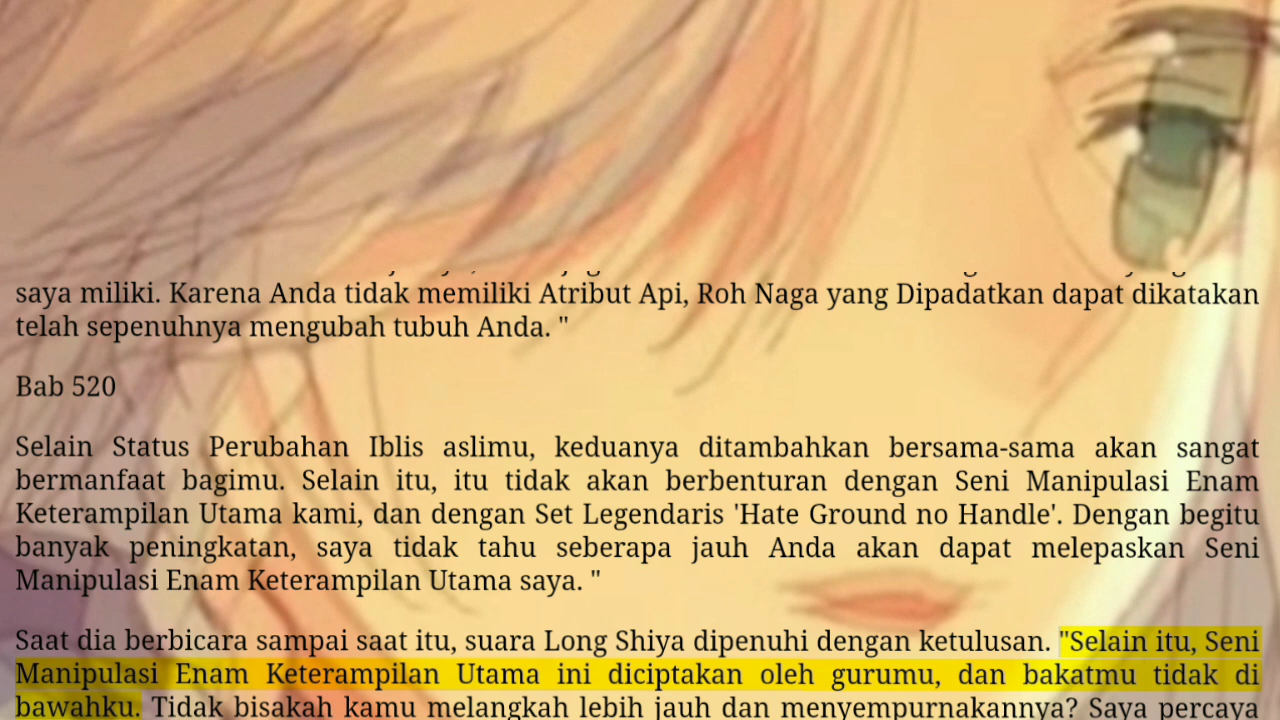 saya miliki. Karena Anda tidak memiliki Atribut Api, Roh Naga yang Dipadatkan dapat dikatakan
telah sepenuhnya mengubah tubuh Anda. "
Bab 520
Selain Status Perubahan Iblis aslimu, keduanya ditambahkan bersama-sama akan sangat
bermanfaat bagimu. Selain itu, itu tidak akan berbenturan dengan Seni Manipulasi Enam
Keterampilan Utama kami, dan dengan Set Legendaris 'Hate Ground no Handle'. Dengan begitu
banyak peningkatan, saya tidak tahu seberapa jauh Anda akan dapat melepaskan Seni
Manipulasi Enam Keterampilan Utama saya. "
Saat dia berbicara sampai saat itu, suara Long Shiya dipenuhi dengan ketulusan. "Selain itu, Seni
Manipulasi Enam Keterampilan Utama ini diciptakan oleh gurumu, dan bakatmu tidak di
bawahku. Tidak bisakah kamu melangkah lebih jauh dan menyempurnakannya? Saya percaya